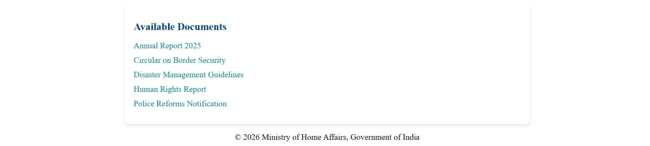 Available Documents
Annual Report 2025
Circular on Border Security
Disaster Management Guidelines
Human Rights Report
Police Reforms Notification
© 2026 Ministry of Home Affairs, Government of India